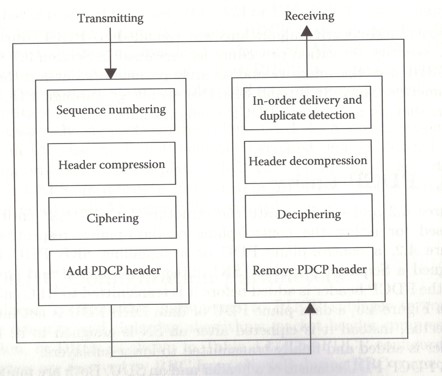 Transmitting
Receiving
Sequence numbering
Header compression
Ciphering
Add PDCP header
In-order delivery and
duplicate detection
Header decompression
Deciphering
Remove PDCP header